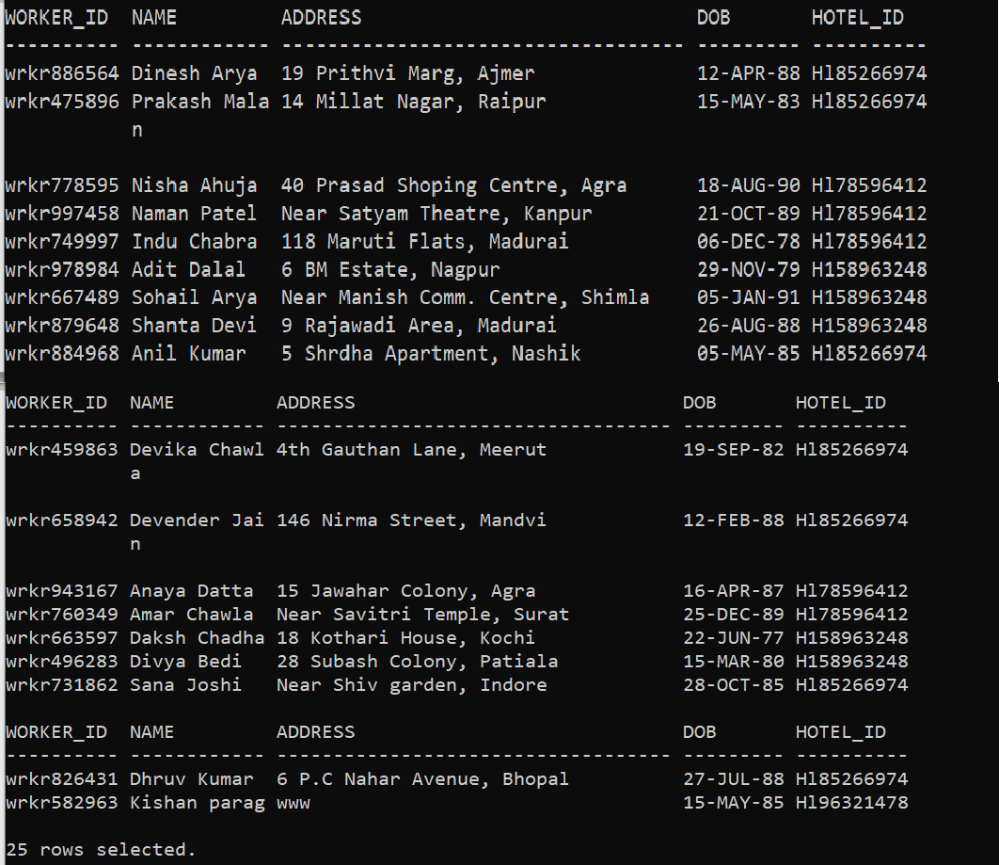 WORKER_ID  NAME         ADDRESS                             DOB       HOTEL_ID
---------- ------------ ----------------------------------- --------- ----------
wrkr886564 Dinesh Arya  19 Prithvi Marg, Ajmer              12-APR-88 Hl85266974
wrkr475896 Prakash Mala 14 Millat Nagar, Raipur             15-MAY-83 Hl85266974
           n
wrkr778595 Nisha Ahuja  40 Prasad Shoping Centre, Agra      18-AUG-90 Hl78596412
wrkr997458 Naman Patel  Near Satyam Theatre, Kanpur         21-OCT-89 Hl78596412
wrkr749997 Indu Chabra  118 Maruti Flats, Madurai           06-DEC-78 Hl78596412
wrkr978984 Adit Dalal   6 BM Estate, Nagpur                 29-NOV-79 H158963248
wrkr667489 Sohail Arya  Near Manish Comm. Centre, Shimla    05-JAN-91 H158963248
wrkr879648 Shanta Devi  9 Rajawadi Area, Madurai            26-AUG-88 H158963248
wrkr884968 Anil Kumar   5 Shrdha Apartment, Nashik          05-MAY-85 Hl85266974
WORKER_ID  NAME         ADDRESS                             DOB       HOTEL_ID
---------- ------------ ----------------------------------- --------- ----------
wrkr459863 Devika Chawl 4th Gauthan Lane, Meerut            19-SEP-82 Hl85266974
           a
wrkr658942 Devender Jai 146 Nirma Street, Mandvi            12-FEB-88 Hl85266974
           n
wrkr943167 Anaya Datta  15 Jawahar Colony, Agra             16-APR-87 Hl78596412
wrkr760349 Amar Chawla  Near Savitri Temple, Surat          25-DEC-89 Hl78596412
wrkr663597 Daksh Chadha 18 Kothari House, Kochi             22-JUN-77 H158963248
wrkr496283 Divya Bedi   28 Subash Colony, Patiala           15-MAR-80 H158963248
wrkr731862 Sana Joshi   Near Shiv garden, Indore            28-OCT-85 Hl85266974
WORKER_ID  NAME         ADDRESS                             DOB       HOTEL_ID
---------- ------------ ----------------------------------- --------- ----------
wrkr826431 Dhruv Kumar  6 P.C Nahar Avenue, Bhopal          27-JUL-88 Hl85266974
wrkr582963 Kishan parag www                                 15-MAY-85 Hl96321478
25 rows selected.